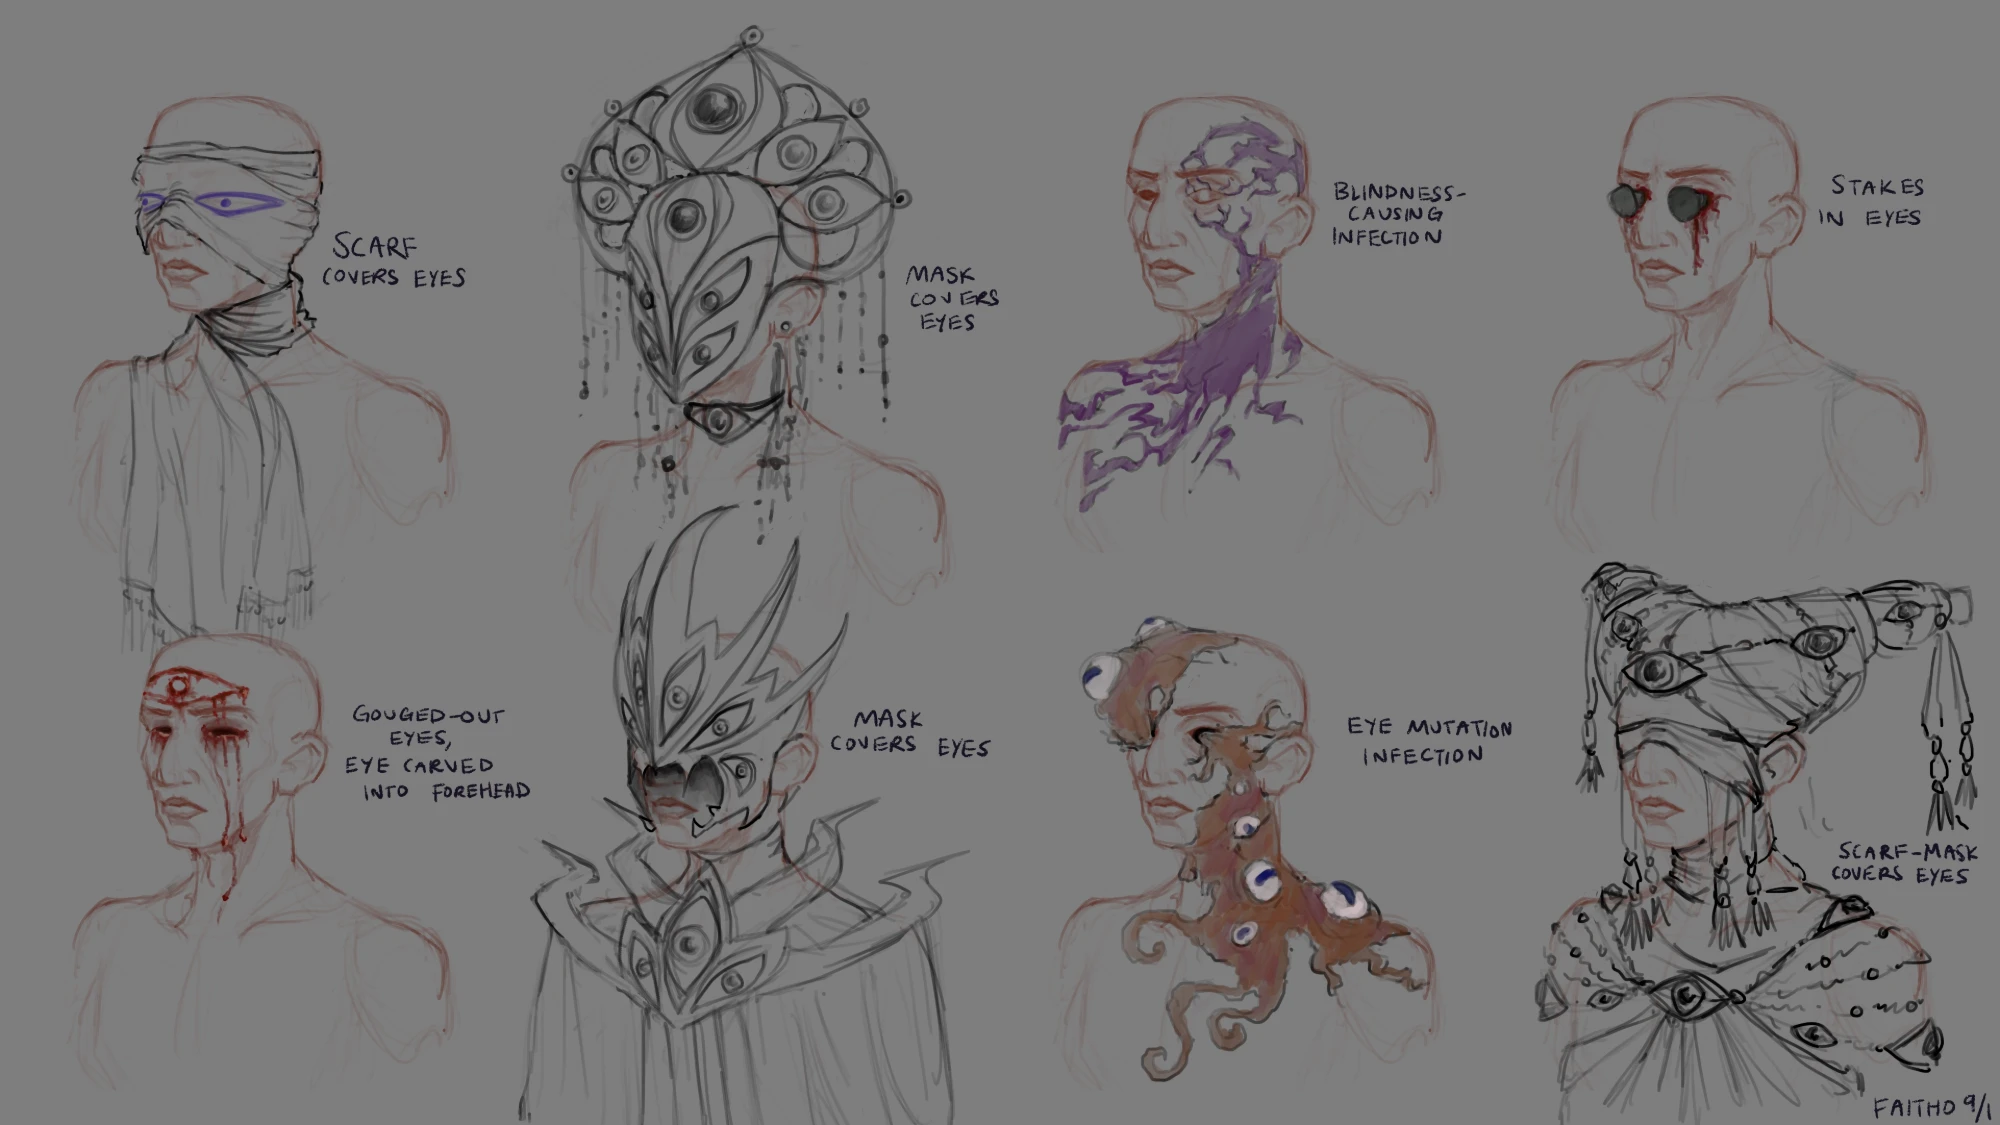 SCARF
COVERS EYES
MASK
COVERS
EYES
BLINDNESS-
CAUSING
INFECTION
STAKES
IN EYES
GOUGED-OUT
EYES,
EYE CARVED
INTO FOREHEAD
MASK
COVERS EYES
EYE MUTATION
INFECTION
SCARF-MASK
COVERS EYES
FAITHO 9/1